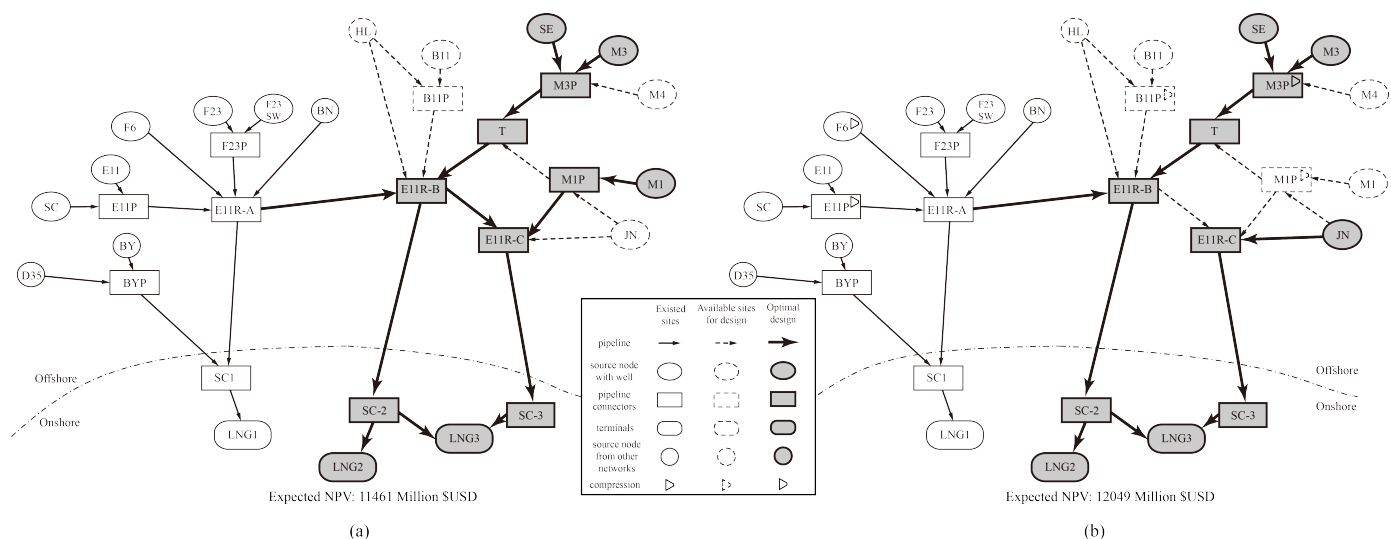 HL
SE
M3
B11
M3P
M4
B11P
F23
F23
SW
BN
F6
T
F23P
E11
E11R-B
M1P
M1
SC
E11P
E11R-A
E11R-C
JN
BY
D35
BYP
SC1
Offshore
Onshore
SC-2
SC-3
LNG1
LNG3
LNG2
Expected NPV: 11461 Million $USD
(a)
Existed
sites
Available sites
for design
Optimal
design
pipeline
source node
with well
pipeline
connectors
terminals
source node
from other
networks
compression
HL
SE
M3
B11
M3P
M4
B11P
F23
F23
SW
BN
F6
T
F23P
E11
E11R-B
M1P
M1
SC
E11P
E11R-A
E11R-C
JN
BY
D35
BYP
SC1
Offshore
Onshore
SC-2
SC-3
LNG1
LNG3
LNG2
Expected NPV: 12049 Million $USD
(b)